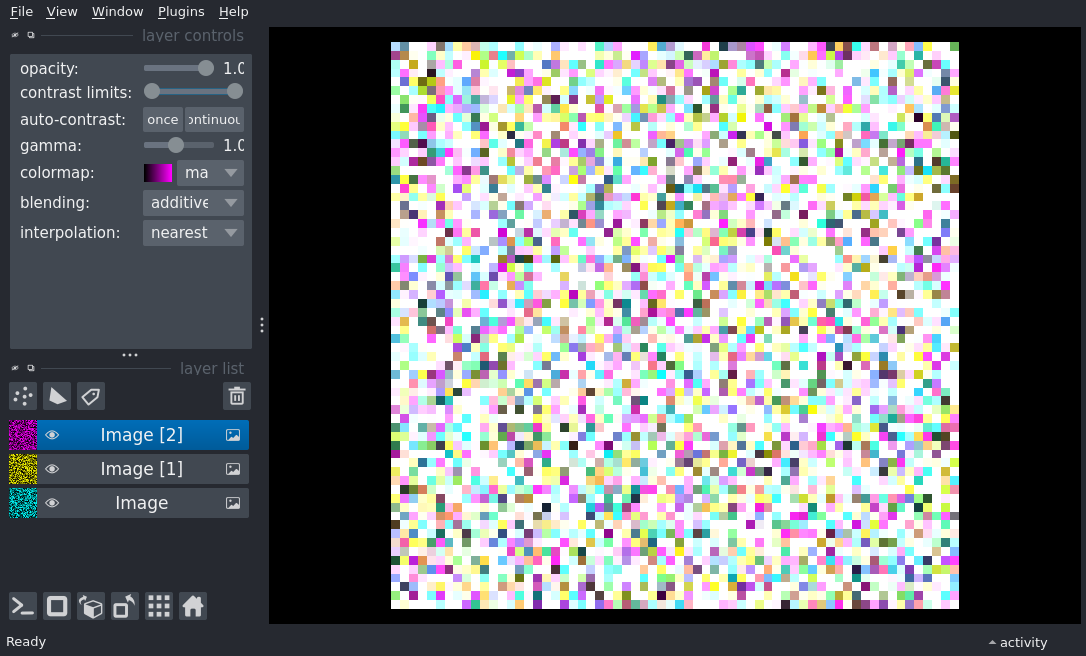 File View Window Plugins Help
layer controls
opacity: 1.0
contrast limits:
auto-contrast: once ontinuou
gamma: 1.0
colormap: ma
blending: additive
interpolation: nearest
layer list
Image [2]
Image [1]
Image
Ready
activity